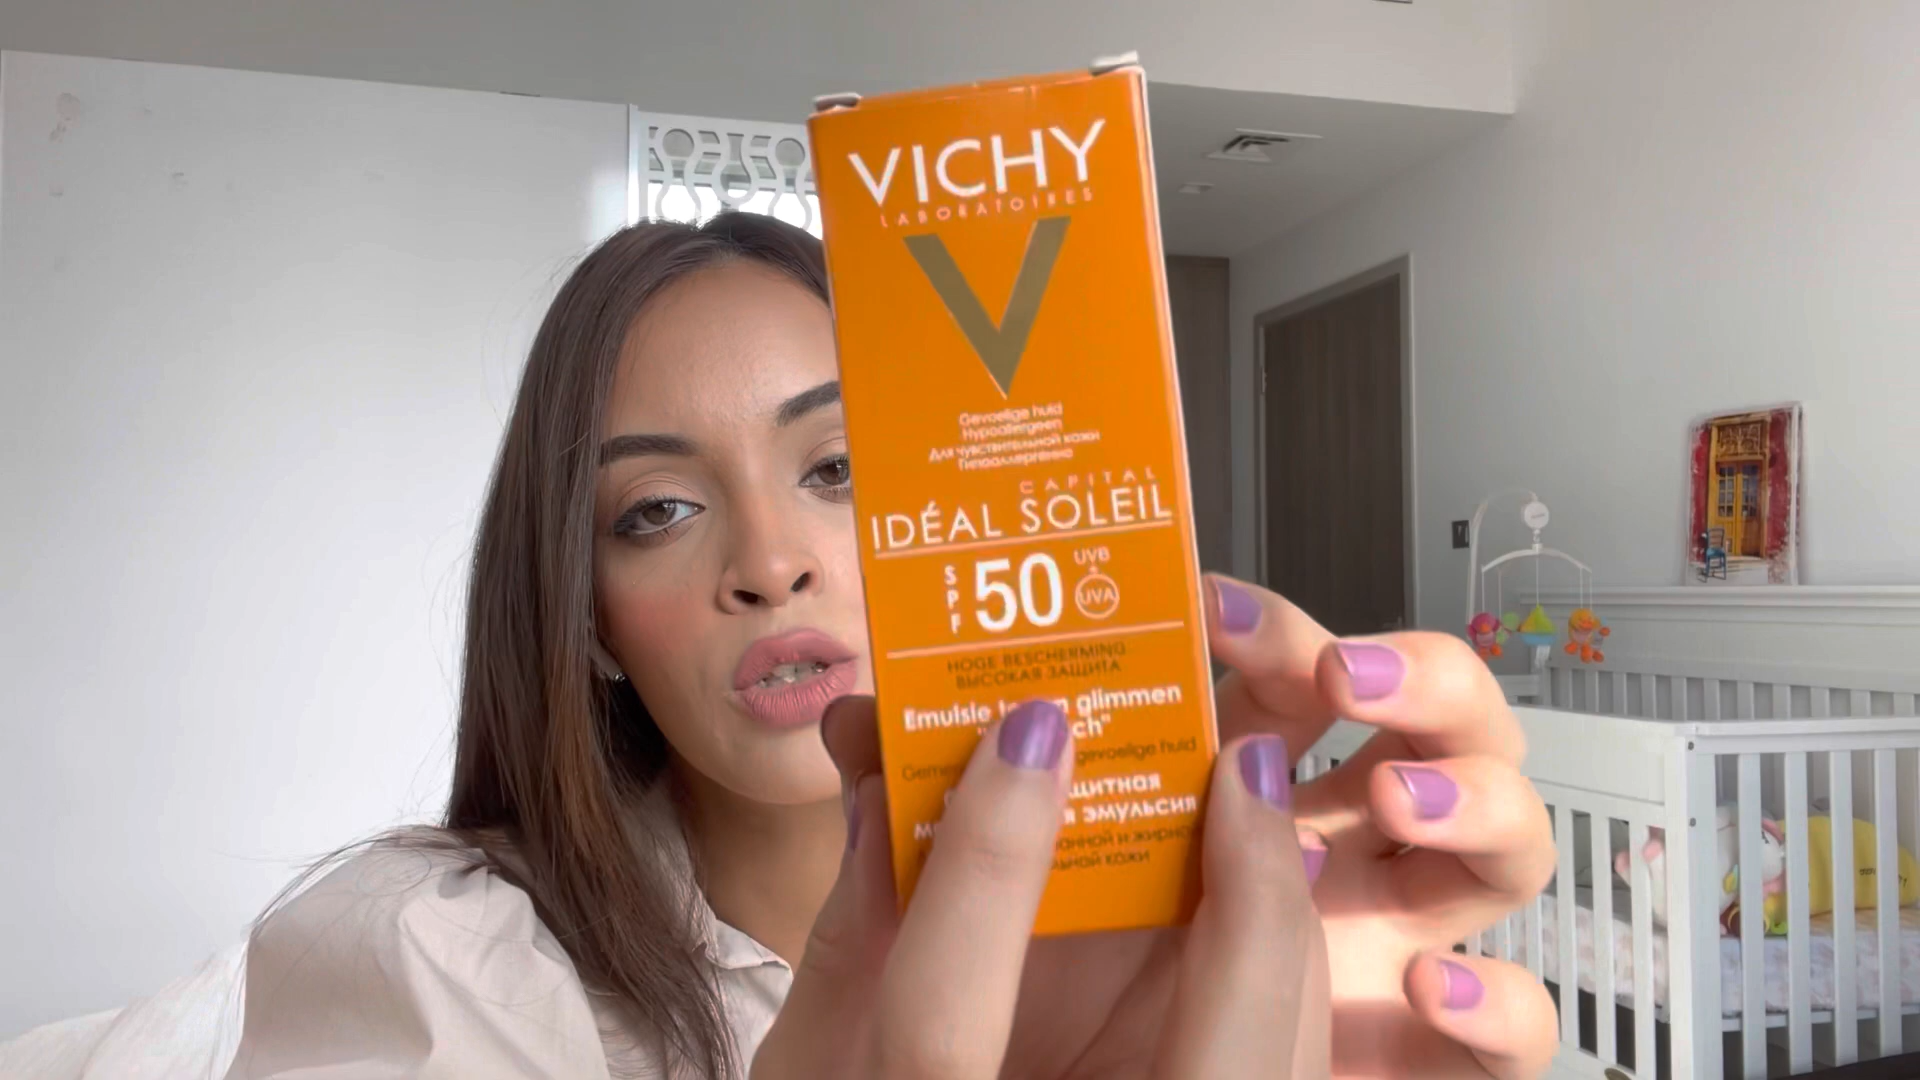 VICHY
LABORATOIRES
Gevoelige huid
Hypoallergeen
Для чувствительной кожи
Гипоаллергенно
CAPITAL
IDÉAL SOLEIL
SPF 50 UVB + UVA
HOGE BESCHERMING
ВЫСОКАЯ ЗАЩИТА
Emulsie glimmen
gevoelige huid
эмульсия
и
кожи